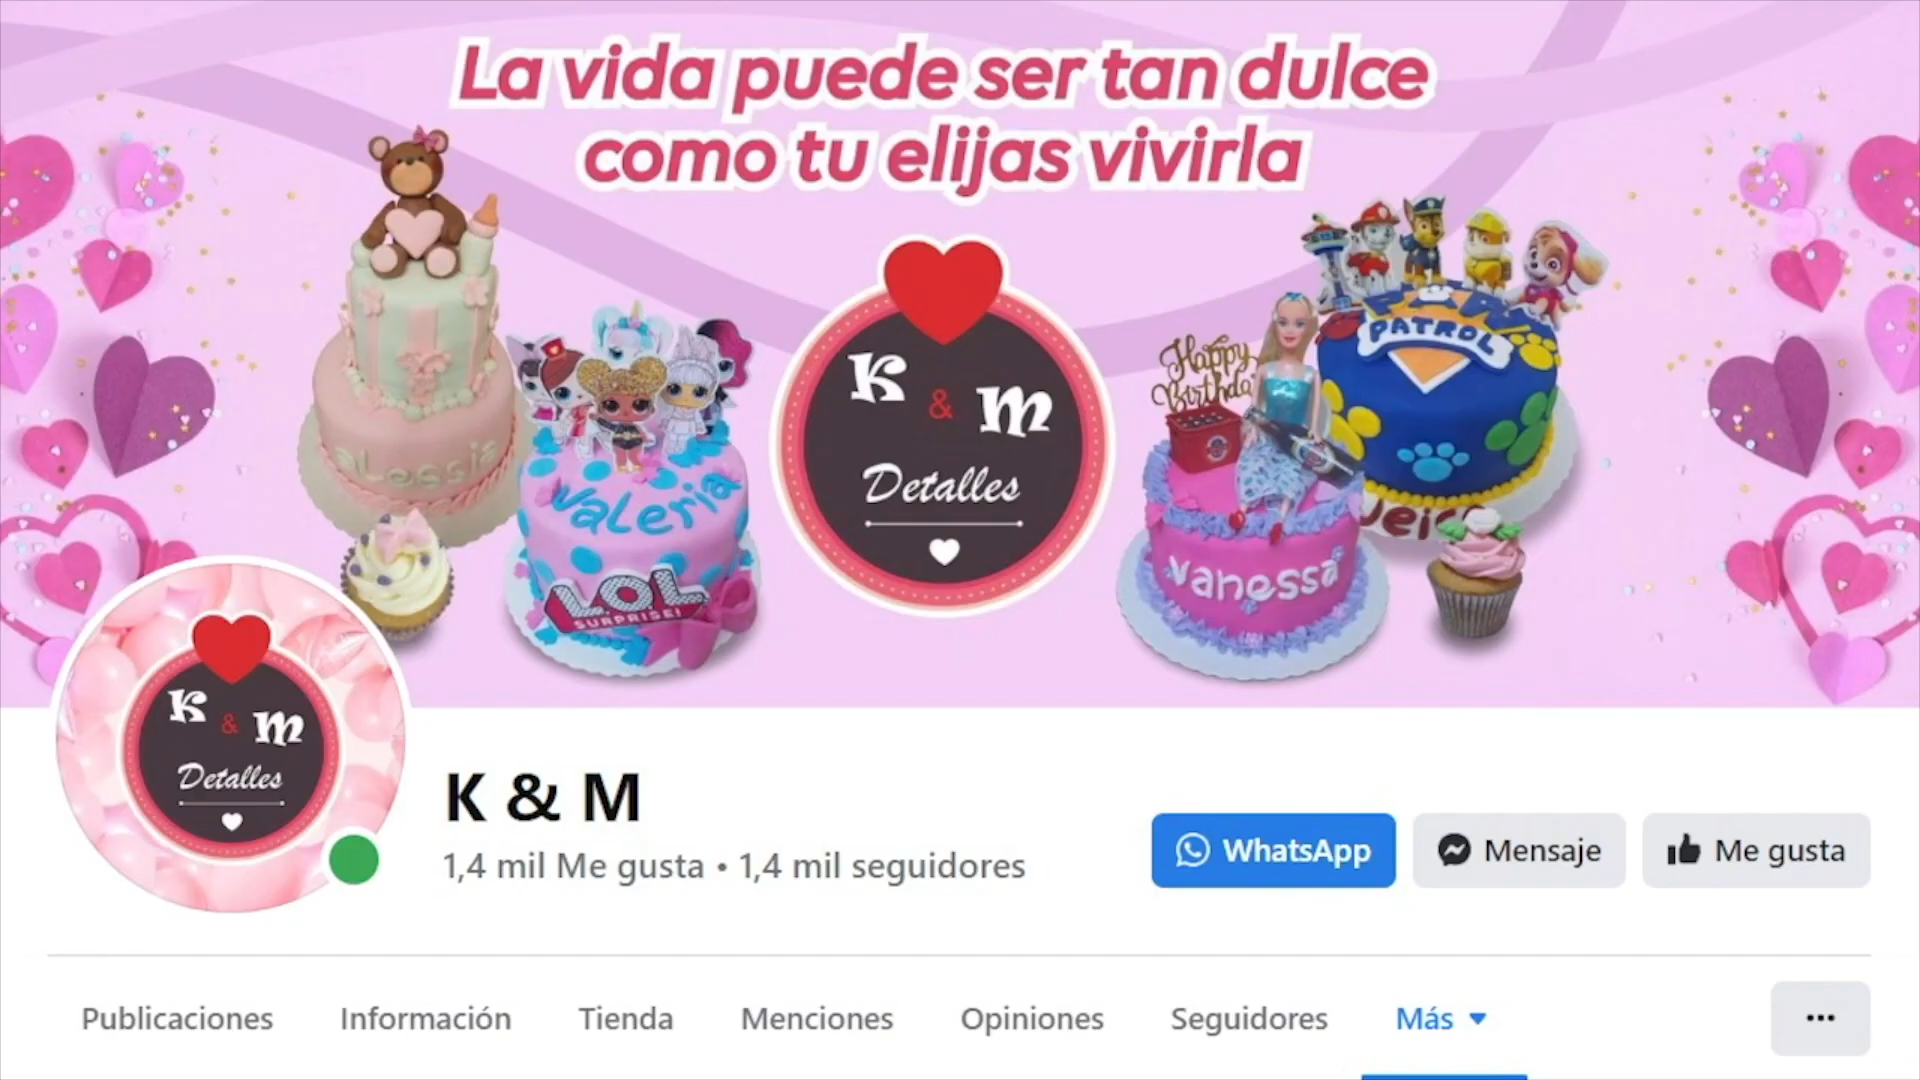 La vida puede ser tan dulce
como tu elijas vivirla
K & m
Detalles
Happy
Birthday
PATROL
aLessia
vaLeria
L.O.L
SURPRISE!
vanessa
K & m
Detalles
K & M
1,4 mil Me gusta • 1,4 mil seguidores
WhatsApp
Mensaje
Me gusta
Publicaciones
Información
Tienda
Menciones
Opiniones
Seguidores
Más